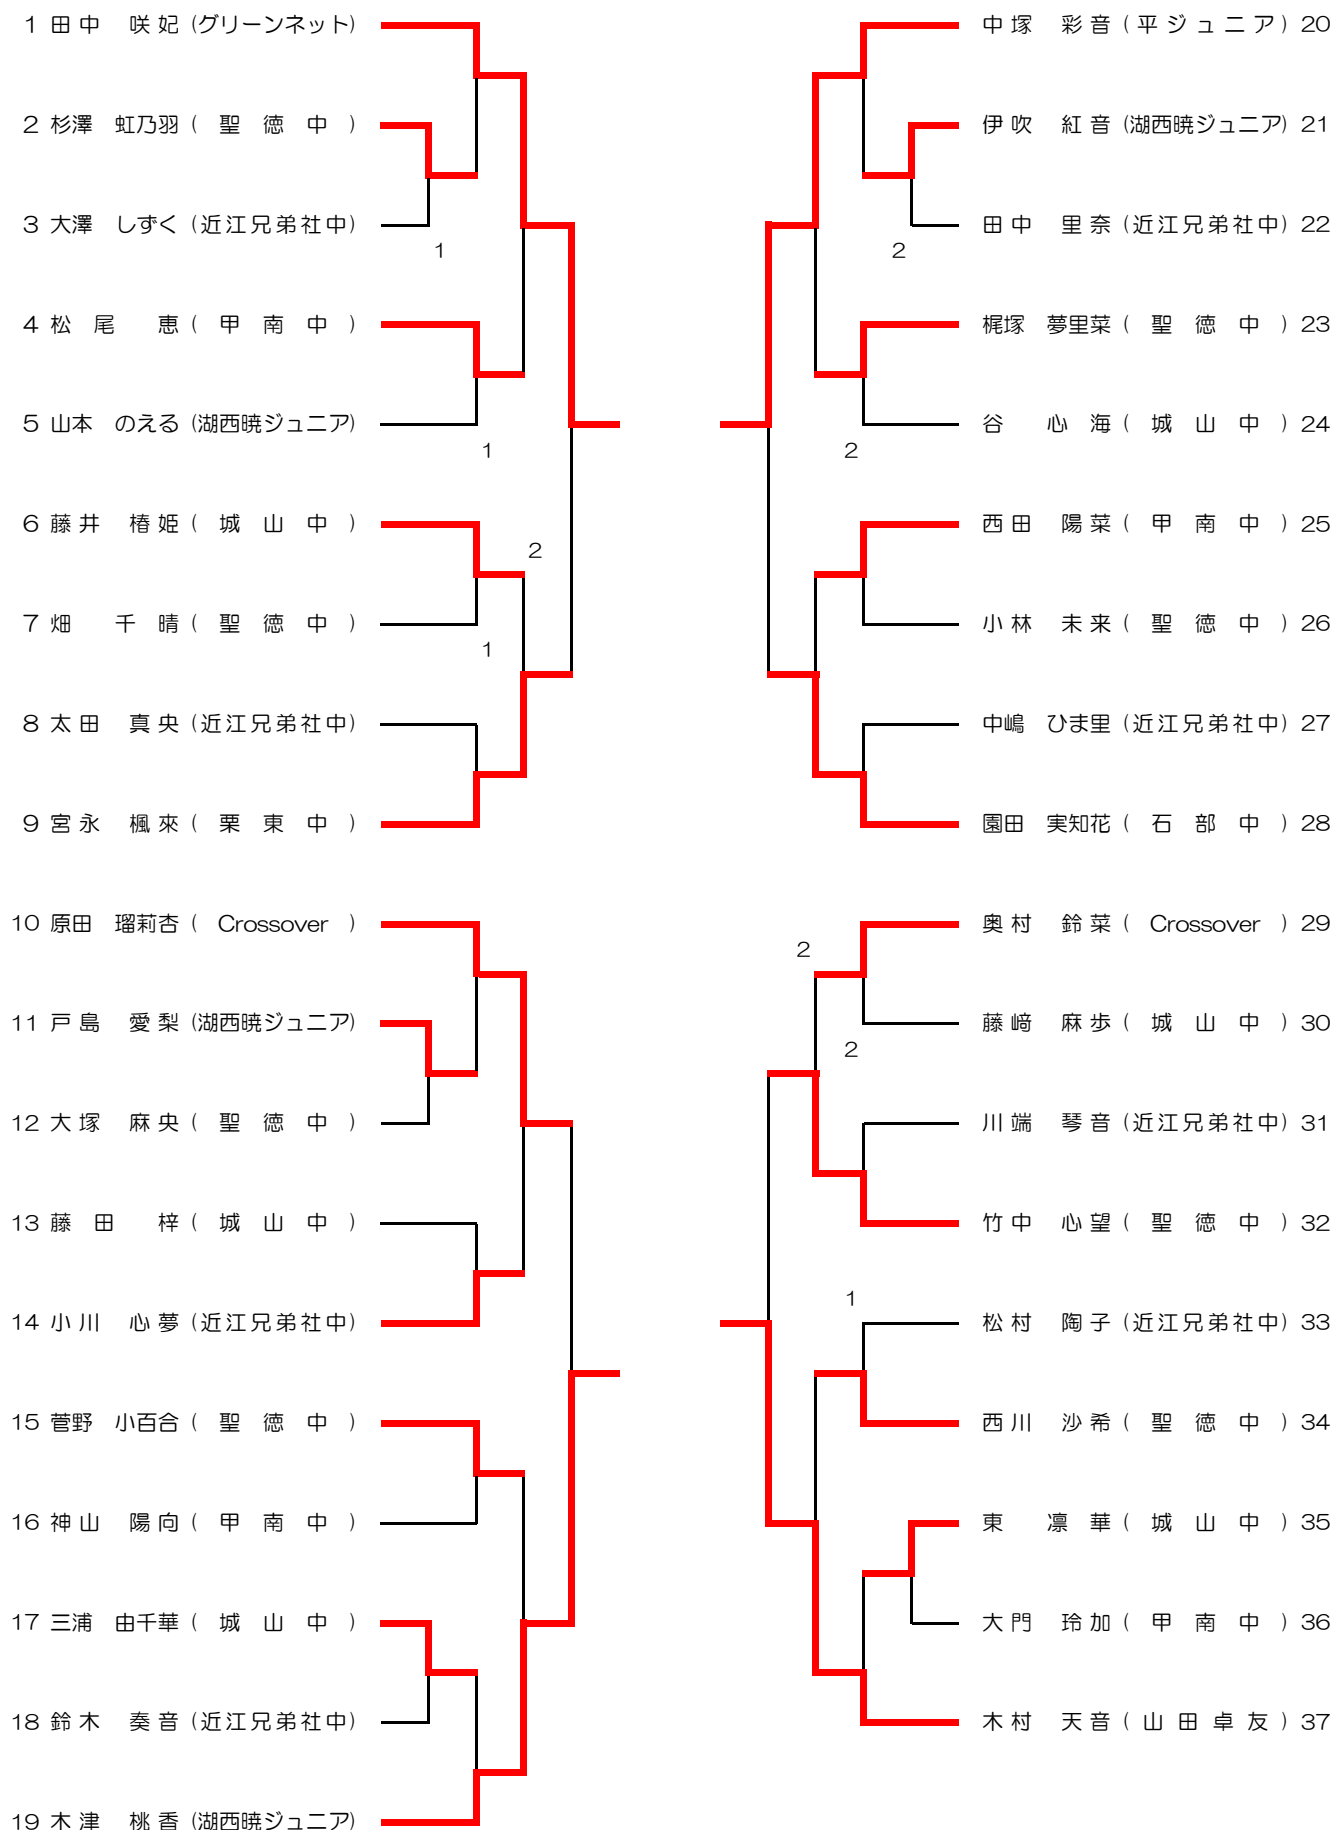 1 田中 咲妃 (グリーンネット)
2 杉澤 虹乃羽 ( 聖徳中 )
3 大澤 しずく (近江兄弟社中)
1
4 松尾 恵 ( 甲南中 )
5 山本 のえる (湖西暁ジュニア)
1
6 藤井 椿姫 ( 城山中 )
2
7 畑 千晴 ( 聖徳中 )
1
8 太田 真央 (近江兄弟社中)
9 宮永 楓來 ( 栗東中 )
10 原田 瑠莉杏 ( Crossover )
11 戸島 愛梨 (湖西暁ジュニア)
12 大塚 麻央 ( 聖徳中 )
13 藤田 梓 ( 城山中 )
14 小川 心夢 (近江兄弟社中)
15 菅野 小百合 ( 聖徳中 )
16 神山 陽向 ( 甲南中 )
17 三浦 由千華 ( 城山中 )
18 鈴木 奏音 (近江兄弟社中)
19 木津 桃香 (湖西暁ジュニア)
中塚 彩音 (平ジュニア) 20
伊吹 紅音 (湖西暁ジュニア) 21
田中 里奈 (近江兄弟社中) 22
2
梶塚 夢里菜 ( 聖徳中 ) 23
谷 心海 ( 城山中 ) 24
2
西田 陽菜 ( 甲南中 ) 25
小林 未来 ( 聖徳中 ) 26
中嶋 ひま里 (近江兄弟社中) 27
園田 実知花 ( 石部中 ) 28
奥村 鈴菜 ( Crossover ) 29
2
藤﨑 麻歩 ( 城山中 ) 30
2
川端 琴音 (近江兄弟社中) 31
竹中 心望 ( 聖徳中 ) 32
1
松村 陶子 (近江兄弟社中) 33
西川 沙希 ( 聖徳中 ) 34
東 凛華 ( 城山中 ) 35
大門 玲加 ( 甲南中 ) 36
木村 天音 ( 山田卓友 ) 37